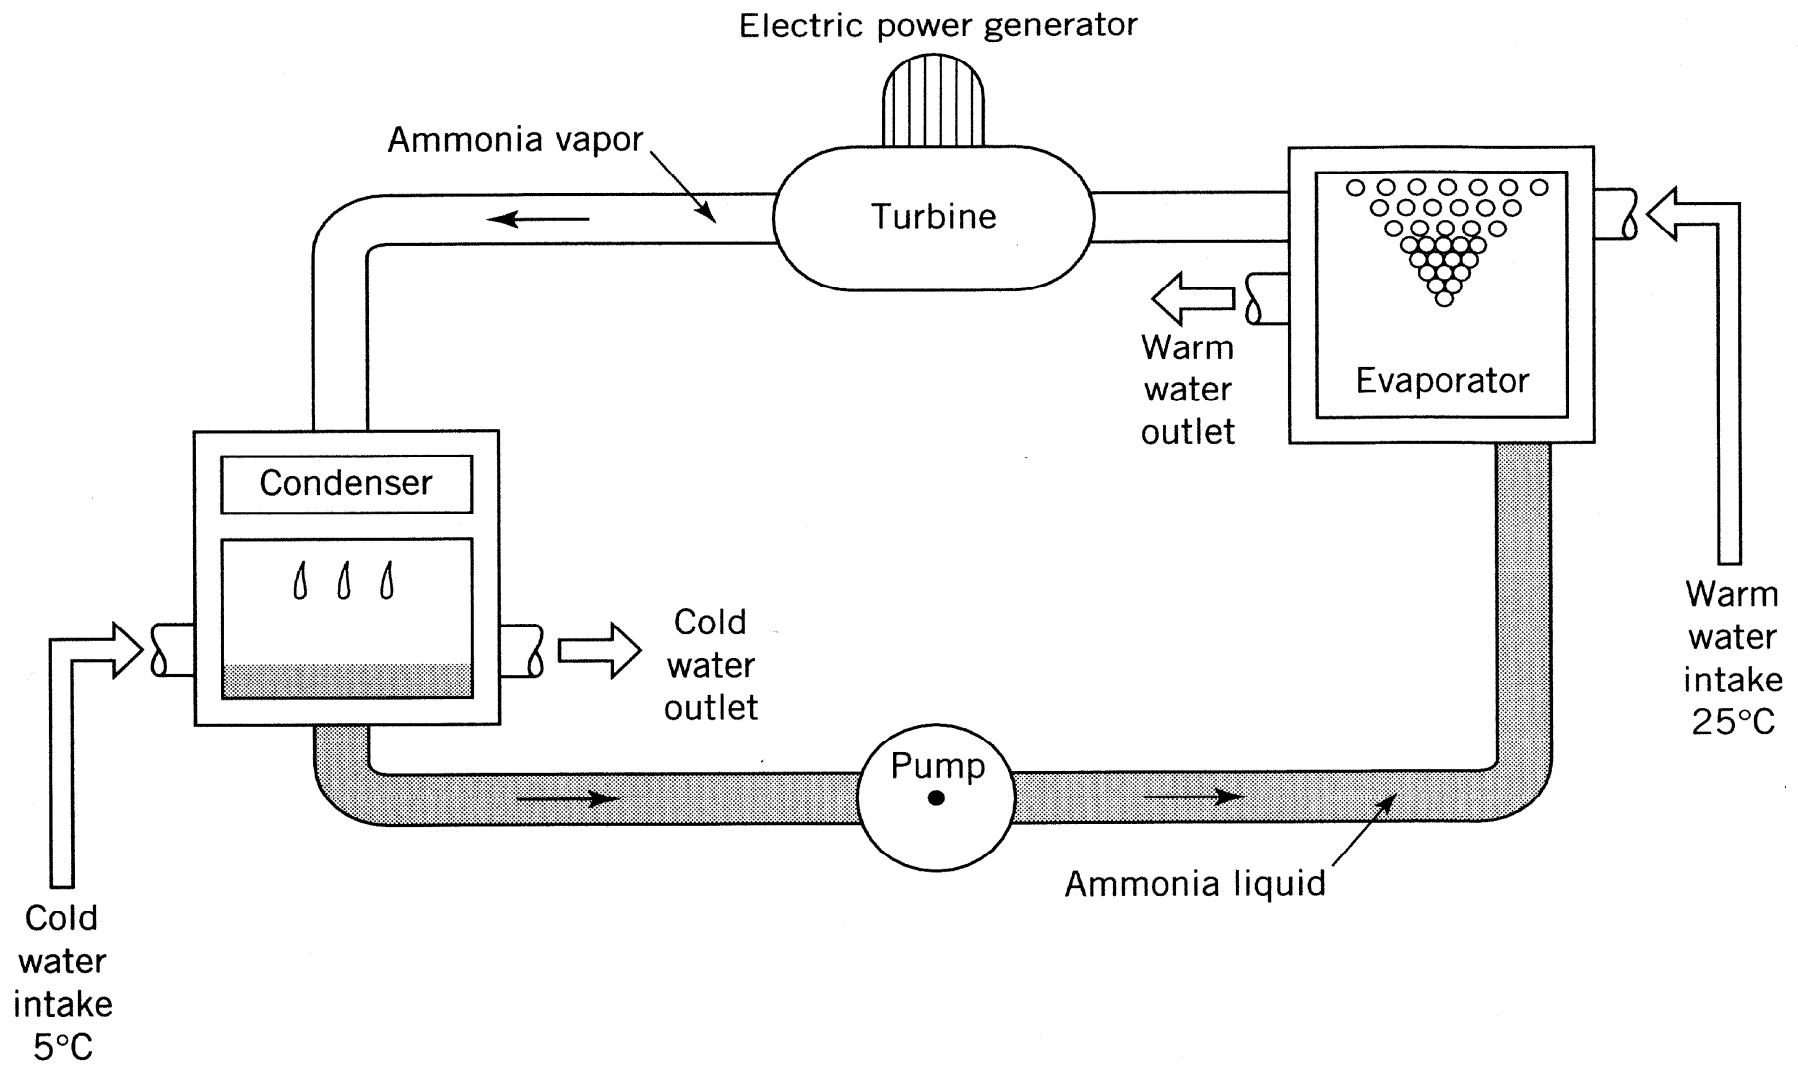 Electric power generator
Ammonia vapor
Turbine
Warm
water
outlet
Evaporator
Condenser
Cold
water
outlet
Warm
water
intake
25°C
Pump
Ammonia liquid
Cold
water
intake
5°C